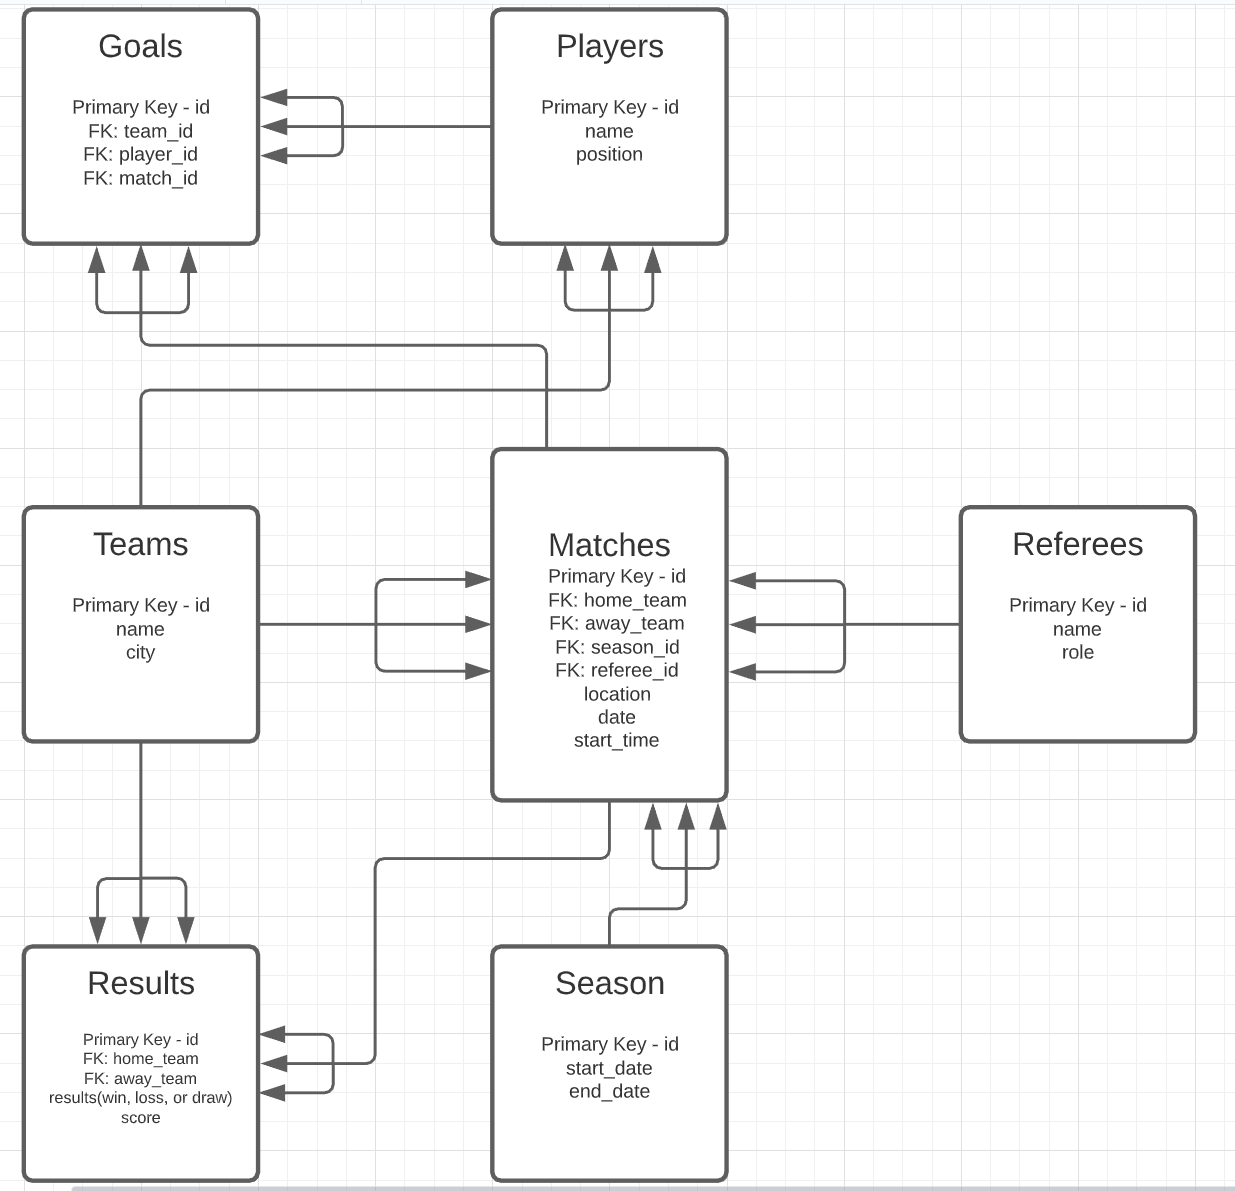 Goals
Primary Key - id
FK: team_id
FK: player_id
FK: match_id
Players
Primary Key - id
name
position
Teams
Primary Key - id
name
city
Matches
Primary Key - id
FK: home_team
FK: away_team
FK: season_id
FK: referee_id
location
date
start_time
Referees
Primary Key - id
name
role
Results
Primary Key - id
FK: home_team
FK: away_team
results(win, loss, or draw)
score
Season
Primary Key - id
start_date
end_date